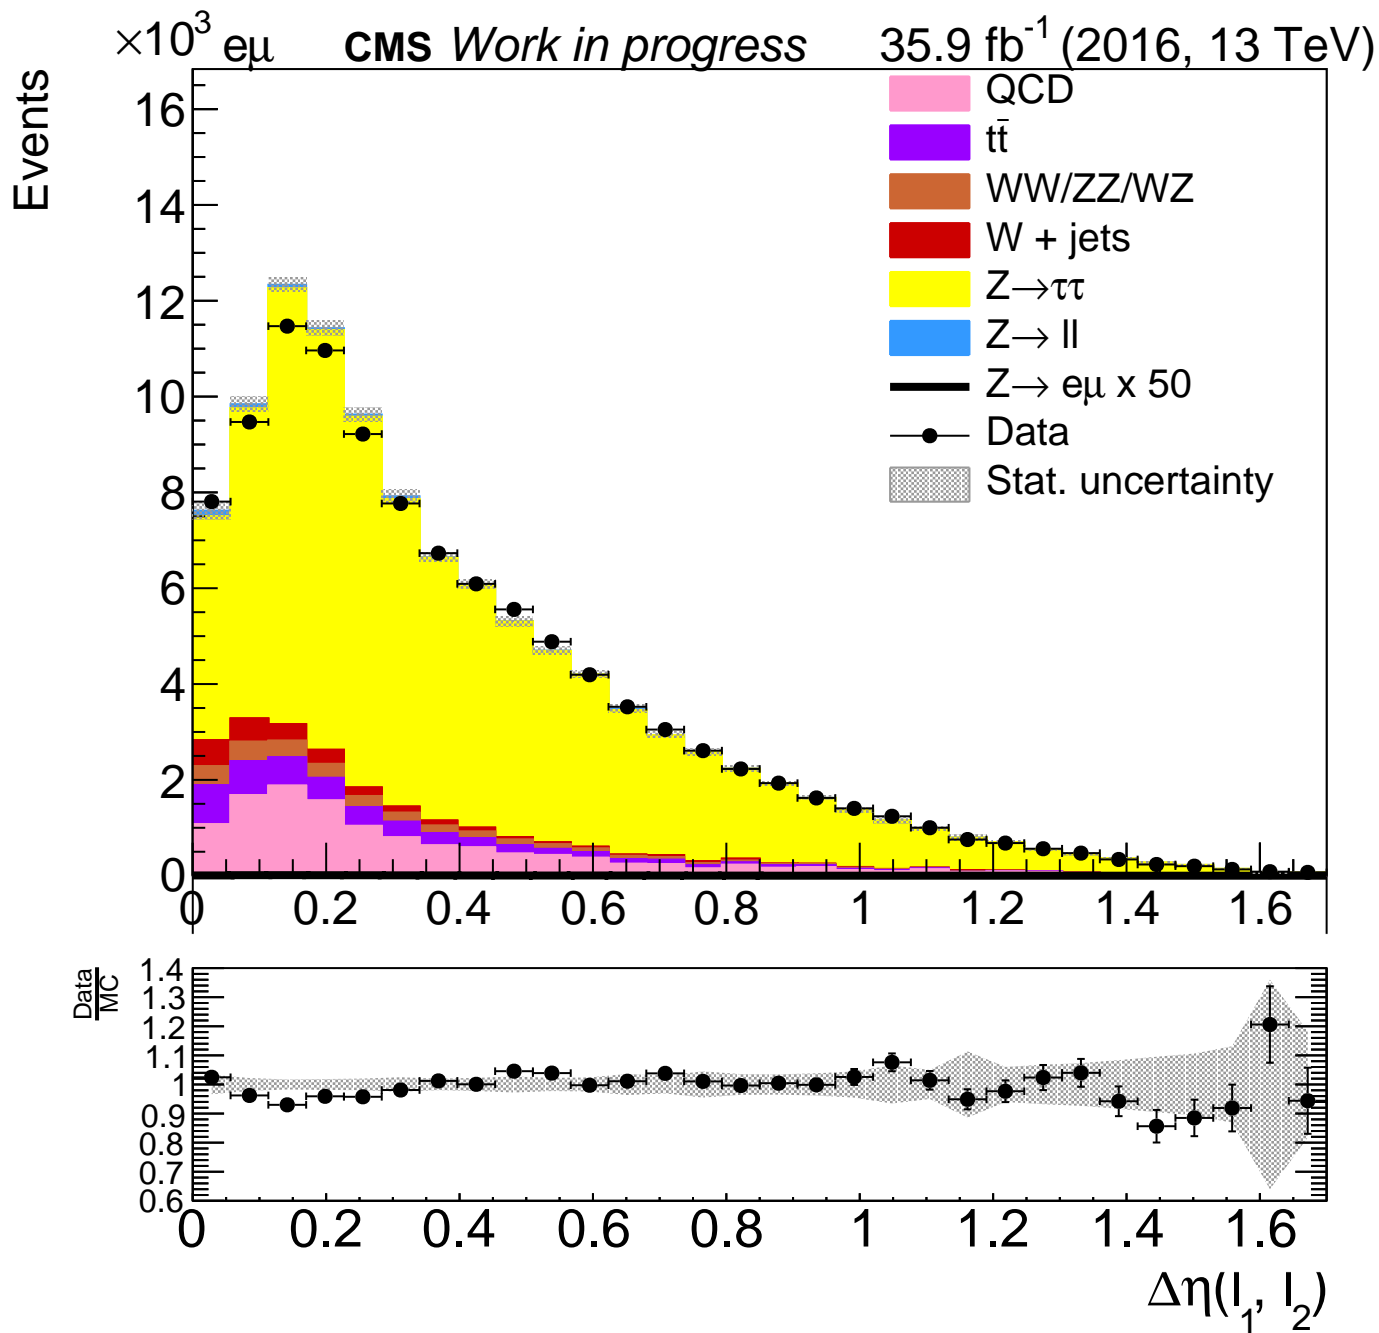 ×10³ eμ CMS Work in progress 35.9 fb⁻¹ (2016, 13 TeV)
Events
16
14
12
10
8
6
4
2
0
QCD
tt̄
WW/ZZ/WZ
W + jets
Z→ττ
Z→ ll
Z→ eμ x 50
Data
Stat. uncertainty
0 0.2 0.4 0.6 0.8 1 1.2 1.4 1.6
Data
MC
1.4
1.3
1.2
1.1
1
0.9
0.8
0.7
0.6
0 0.2 0.4 0.6 0.8 1 1.2 1.4 1.6
Δη(l₁, l₂)